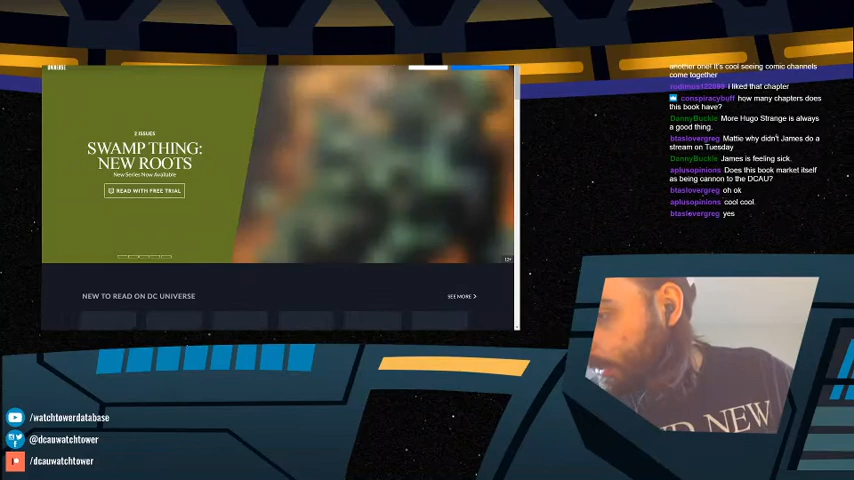 UNIVERSE
2 ISSUES
SWAMP THING:
NEW ROOTS
New Series Now Available
READ WITH FREE TRIAL
12+
NEW TO READ ON DC UNIVERSE
SEE MORE >
another one! It's cool seeing comic channels
come together
rodimus122899 i liked that chapter
conspiracybuff how many chapters does
this book have?
DannyBuckle More Hugo Strange is always
a good thing.
btaslovergreg Mattie why didn't James do a
stream on Tuesday
DannyBuckle James is feeling sick.
aplusopinions Does this book market itself
as being cannon to the DCAU?
btaslovergreg oh ok
aplusopinions cool cool.
btaslovergreg yes
NEW
/watchtowerdatabase
@dcauwatchtower
/dcauwatchtower